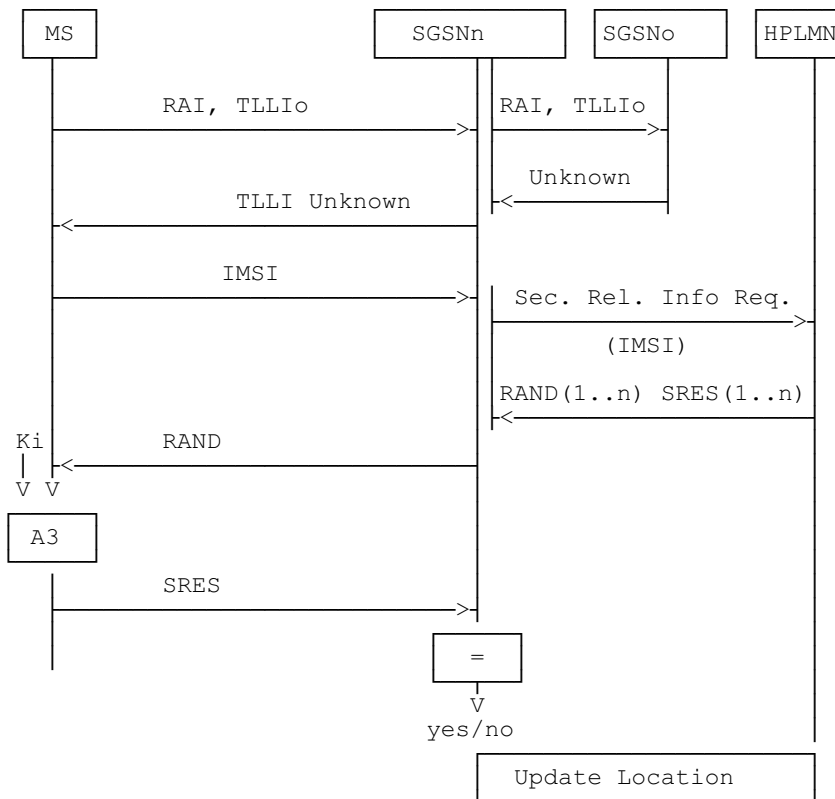 MS SGSNn SGSNo HPLMN
RAI, TLLIo RAI, TLLIo
Unknown
TLLI Unknown
IMSI
Sec. Rel. Info Req.
(IMSI)
RAND(1..n) SRES(1..n)
Ki RAND
V V
A3
SRES
=
V
yes/no
Update Location